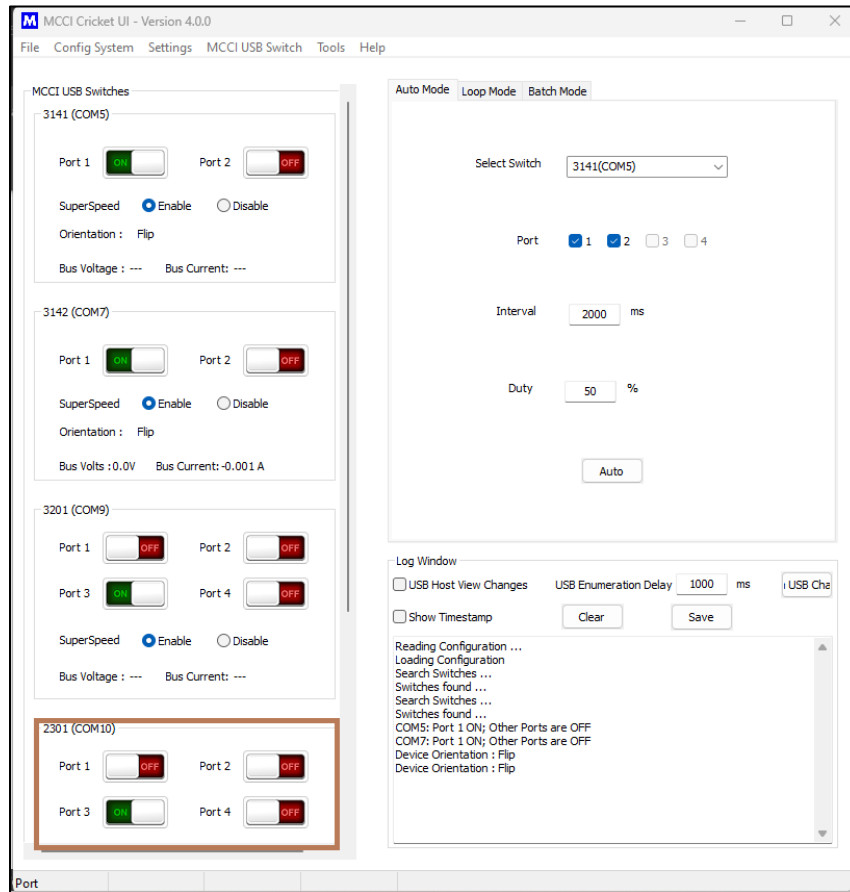 M MCCI Cricket UI - Version 4.0.0
File Config System Settings MCCI USB Switch Tools Help
MCCI USB Switches
3141 (COM5)
Port 1 ON Port 2 OFF
SuperSpeed Enable Disable
Orientation : Flip
Bus Voltage : --- Bus Current: ---
3142 (COM7)
Port 1 ON Port 2 OFF
SuperSpeed Enable Disable
Orientation : Flip
Bus Volts :0.0V Bus Current: -0.001 A
3201 (COM9)
Port 1 OFF Port 2 OFF
Port 3 ON Port 4 OFF
SuperSpeed Enable Disable
Bus Voltage : --- Bus Current: ---
2301 (COM10)
Port 1 OFF Port 2 OFF
Port 3 ON Port 4 OFF
Auto Mode Loop Mode Batch Mode
Select Switch 3141(COM5)
Port 1 2 3 4
Interval 2000 ms
Duty 50 %
Auto
Log Window
USB Host View Changes USB Enumeration Delay 1000 ms USB Cha
Show Timestamp Clear Save
Reading Configuration ...
Loading Configuration
Search Switches ...
Switches found ...
Search Switches ...
Switches found ...
COM5: Port 1 ON; Other Ports are OFF
COM7: Port 1 ON; Other Ports are OFF
Device Orientation : Flip
Device Orientation : Flip
Port